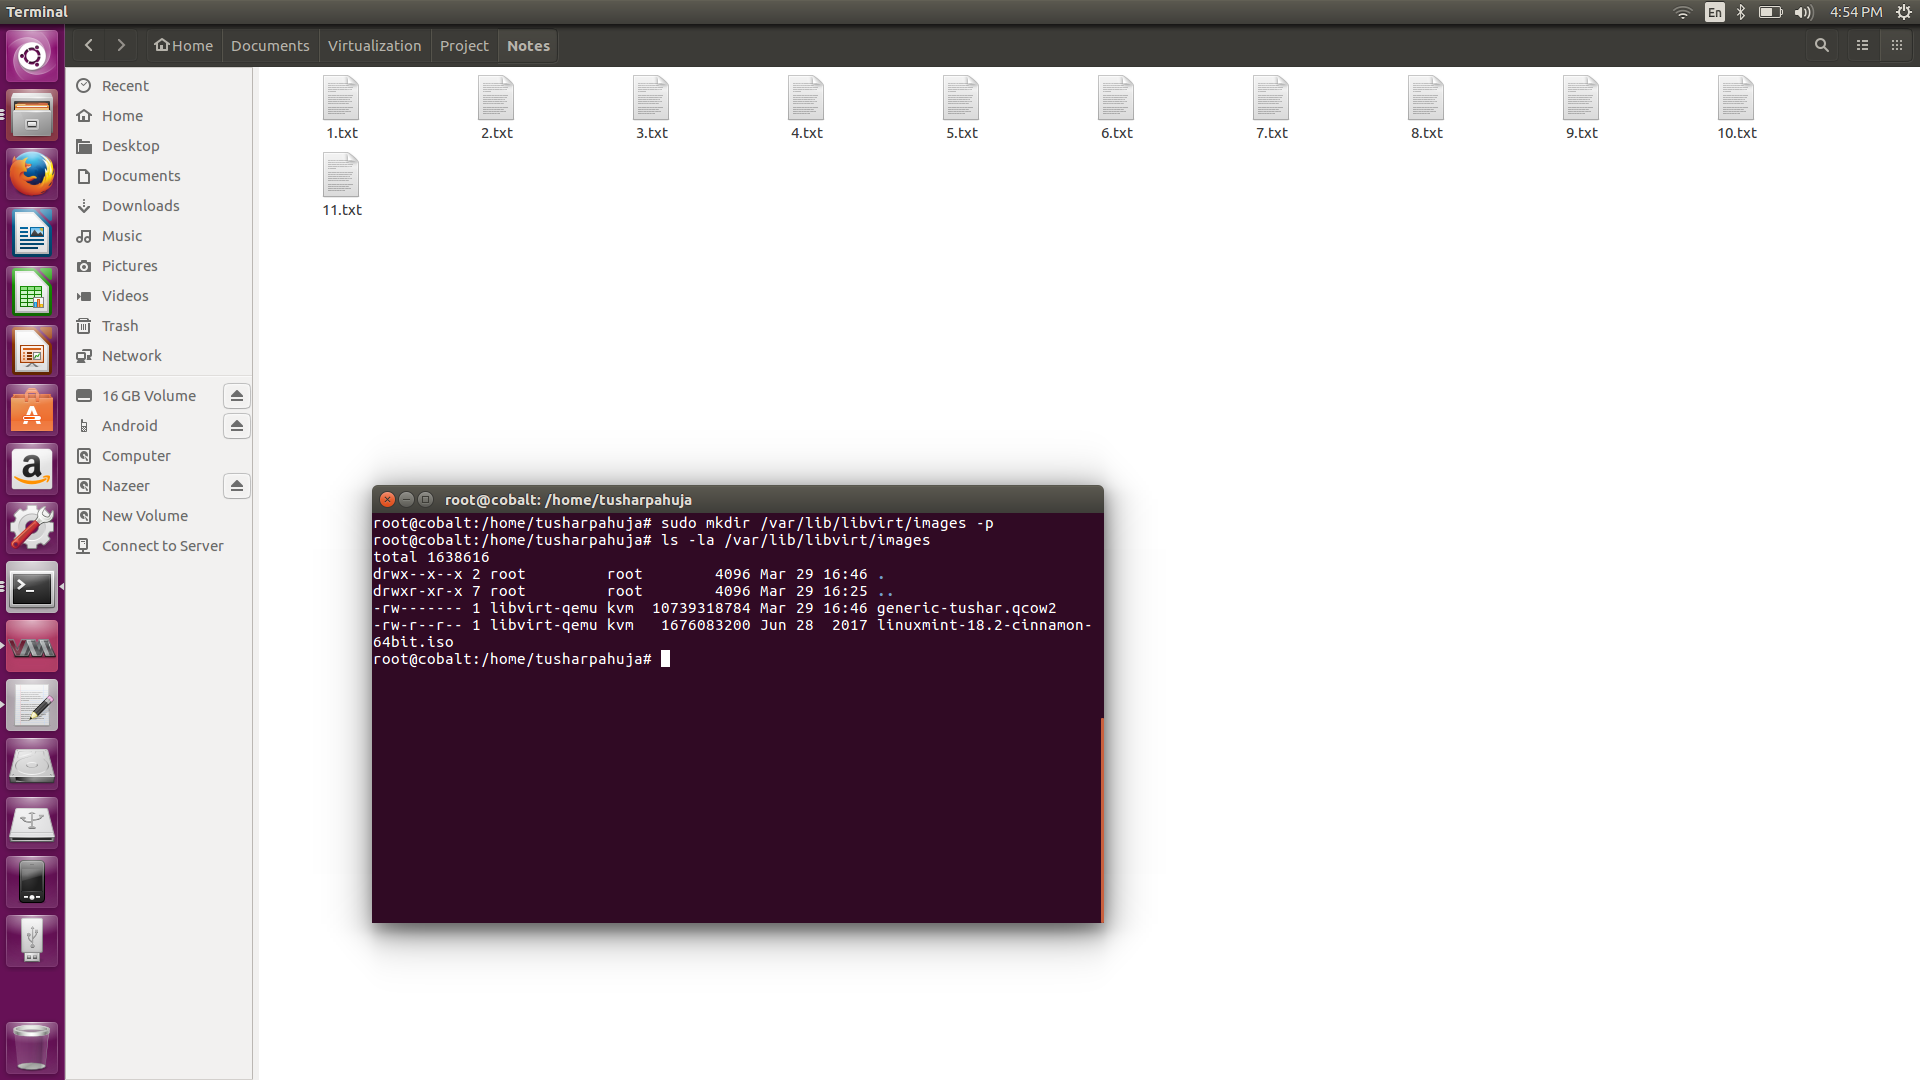 Terminal
En
4:54 PM
Home Documents Virtualization Project Notes
Recent
Home
Desktop
Documents
Downloads
Music
Pictures
Videos
Trash
Network
16 GB Volume
Android
Computer
Nazeer
New Volume
Connect to Server
1.txt 2.txt 3.txt 4.txt 5.txt 6.txt 7.txt 8.txt 9.txt 10.txt
11.txt
root@cobalt: /home/tusharpahuja
root@cobalt:/home/tusharpahuja# sudo mkdir /var/lib/libvirt/images -p
root@cobalt:/home/tusharpahuja# ls -la /var/lib/libvirt/images
total 1638616
drwx--x--x 2 root         root        4096 Mar 29 16:46 .
drwxr-xr-x 7 root         root        4096 Mar 29 16:25 ..
-rw------- 1 libvirt-qemu kvm  10739318784 Mar 29 16:46 generic-tushar.qcow2
-rw-r--r-- 1 libvirt-qemu kvm   1676083200 Jun 28  2017 linuxmint-18.2-cinnamon-
64bit.iso
root@cobalt:/home/tusharpahuja#